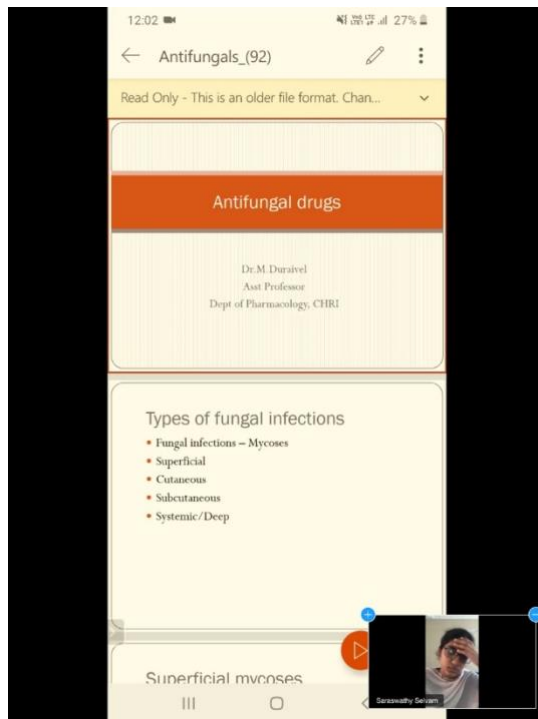 12:02
27%
Antifungals_(92)
Read Only - This is an older file format. Chan...
Antifungal drugs
Dr.M.Duraivel
Asst Professor
Dept of Pharmacology, CHRI
Types of fungal infections
• Fungal infections – Mycoses
• Superficial
• Cutaneous
• Subcutaneous
• Systemic/Deep
Superficial mycoses
Saraswathy Selvam